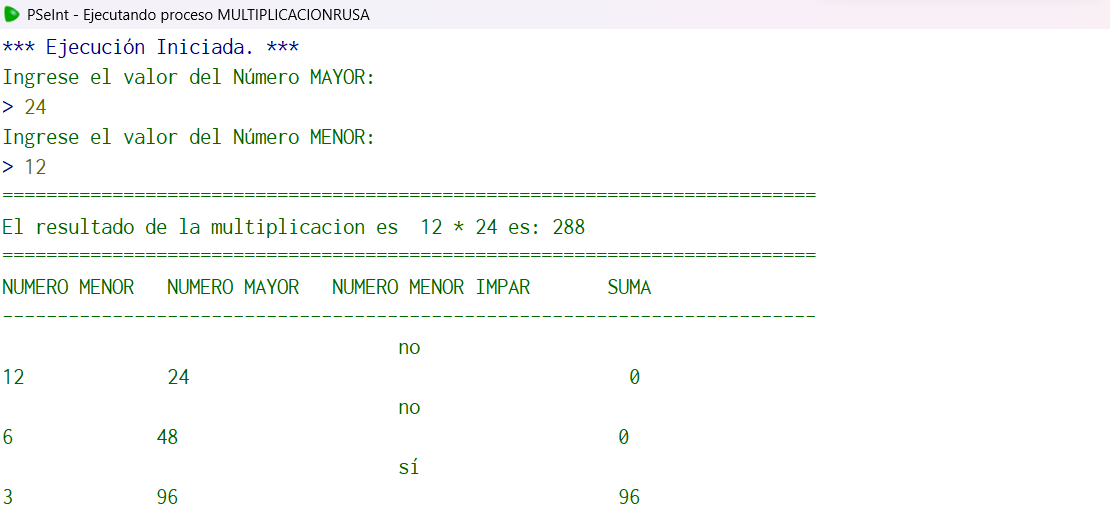 PSeInt - Ejecutando proceso MULTIPLICACIONRUSA
*** Ejecución Iniciada. ***
Ingrese el valor del Número MAYOR:
> 24
Ingrese el valor del Número MENOR:
> 12
==========================================================================
El resultado de la multiplicacion es  12 * 24 es: 288
==========================================================================
NUMERO MENOR   NUMERO MAYOR   NUMERO MENOR IMPAR       SUMA
--------------------------------------------------------------------------
                                    no
12             24                                        0
                                    no
6             48                                        0
                                    sí
3             96                                        96